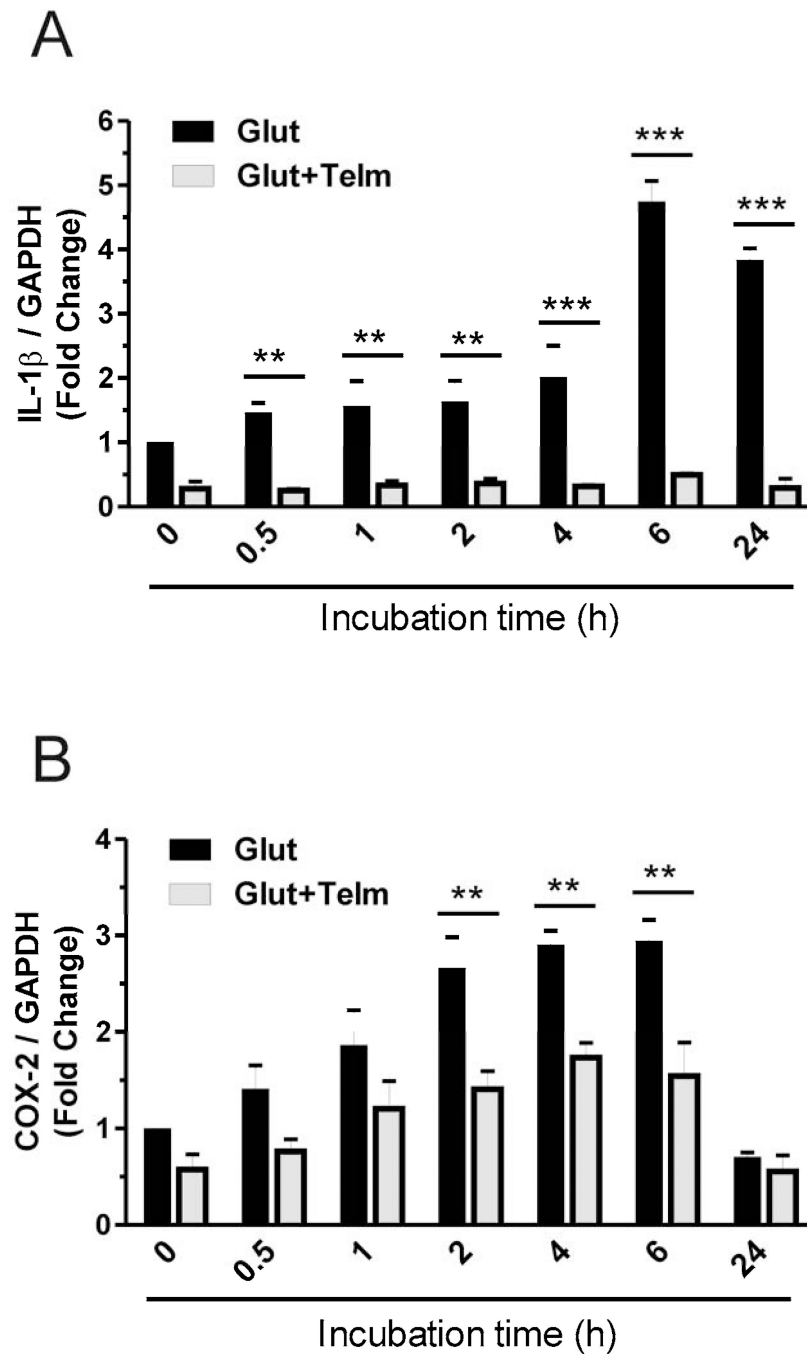 A
IL-1β / GAPDH
(Fold Change)
6
5
4
3
2
1
0
Glut
Glut+Telm
**
**
**
***
***
***
0 0.5 1 2 4 6 24
Incubation time (h)
B
COX-2 / GAPDH
(Fold Change)
4
3
2
1
0
Glut
Glut+Telm
**
**
**
0 0.5 1 2 4 6 24
Incubation time (h)